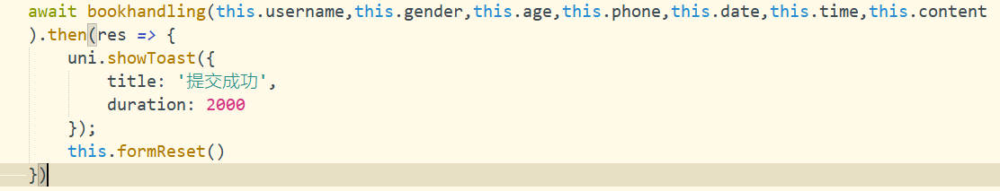 await bookhandling(this.username,this.gender,this.age,this.phone,this.date,this.time,this.content
).then(res => {
uni.showToast({
title: '提交成功',
duration: 2000
});
this.formReset()
})